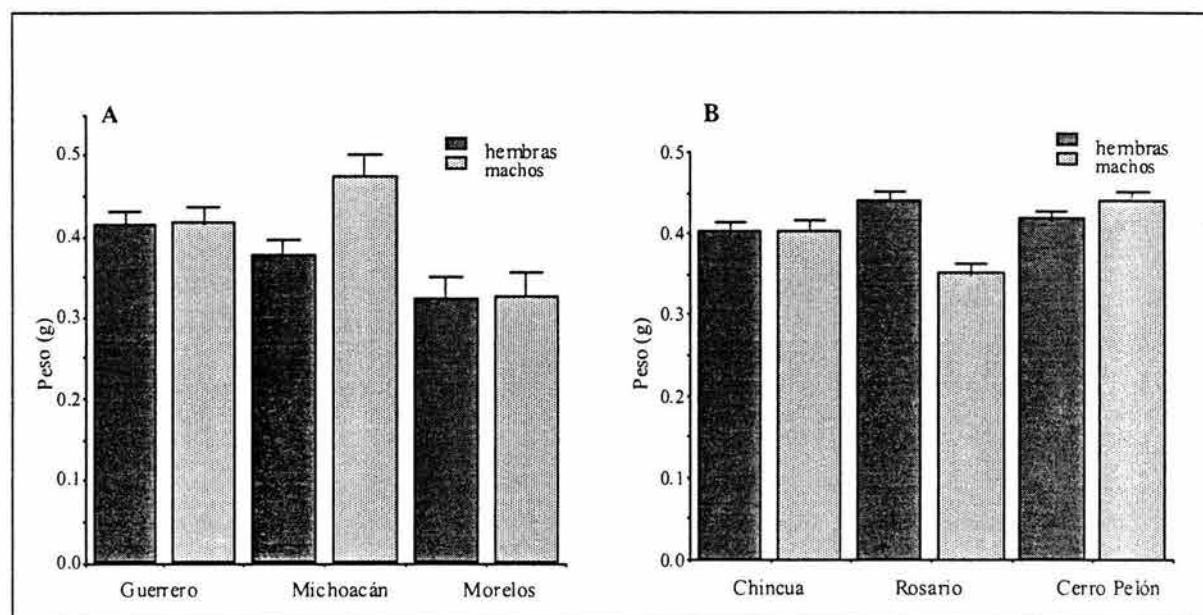 A
hembras
machos
Peso (g)
0.5
0.4
0.3
0.2
0.1
0.0
Guerrero Michoacán Morelos
B
hembras
machos
Peso (g)
0.5
0.4
0.3
0.2
0.1
0.0
Chincua Rosario Cerro Pelón